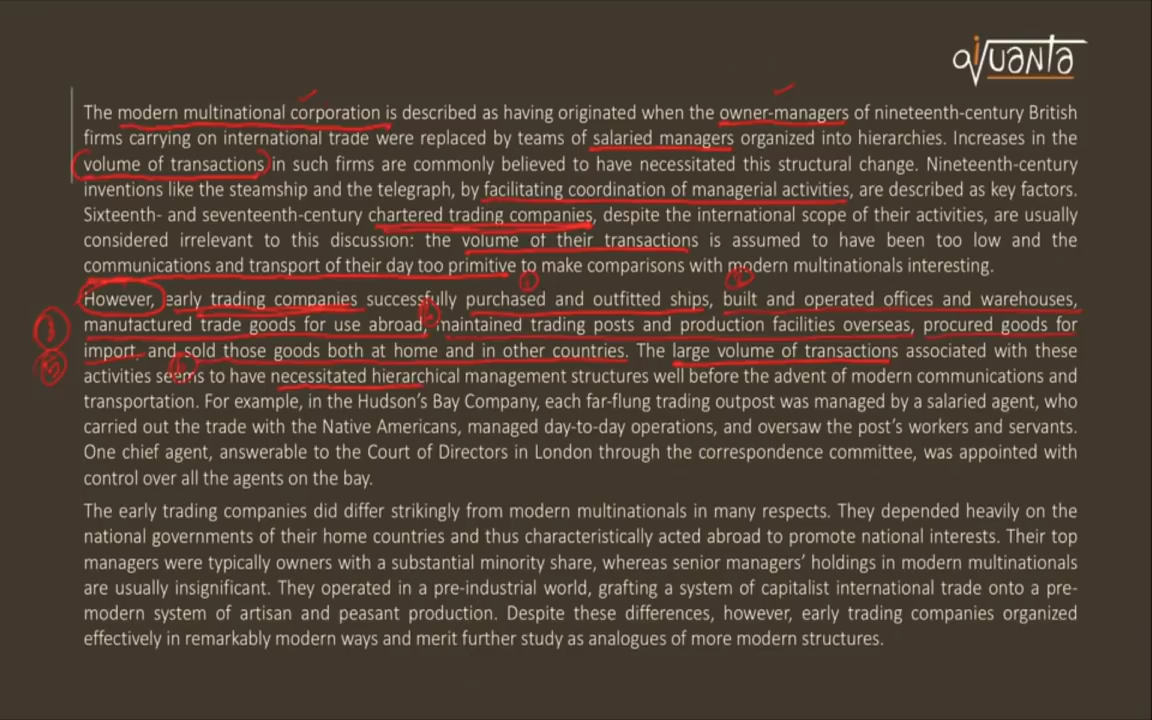 qVuanta
The modern multinational corporation is described as having originated when the owner-managers of nineteenth-century British
firms carrying on international trade were replaced by teams of salaried managers organized into hierarchies. Increases in the
volume of transactions in such firms are commonly believed to have necessitated this structural change. Nineteenth-century
inventions like the steamship and the telegraph, by facilitating coordination of managerial activities, are described as key factors.
Sixteenth- and seventeenth-century chartered trading companies, despite the international scope of their activities, are usually
considered irrelevant to this discussion: the volume of their transactions is assumed to have been too low and the
communications and transport of their day too primitive to make comparisons with modern multinationals interesting.
However, early trading companies successfully purchased and outfitted ships, built and operated offices and warehouses,
manufactured trade goods for use abroad, maintained trading posts and production facilities overseas, procured goods for
import, and sold those goods both at home and in other countries. The large volume of transactions associated with these
activities seems to have necessitated hierarchical management structures well before the advent of modern communications and
transportation. For example, in the Hudson's Bay Company, each far-flung trading outpost was managed by a salaried agent, who
carried out the trade with the Native Americans, managed day-to-day operations, and oversaw the post's workers and servants.
One chief agent, answerable to the Court of Directors in London through the correspondence committee, was appointed with
control over all the agents on the bay.
The early trading companies did differ strikingly from modern multinationals in many respects. They depended heavily on the
national governments of their home countries and thus characteristically acted abroad to promote national interests. Their top
managers were typically owners with a substantial minority share, whereas senior managers' holdings in modern multinationals
are usually insignificant. They operated in a pre-industrial world, grafting a system of capitalist international trade onto a pre-
modern system of artisan and peasant production. Despite these differences, however, early trading companies organized
effectively in remarkably modern ways and merit further study as analogues of more modern structures.